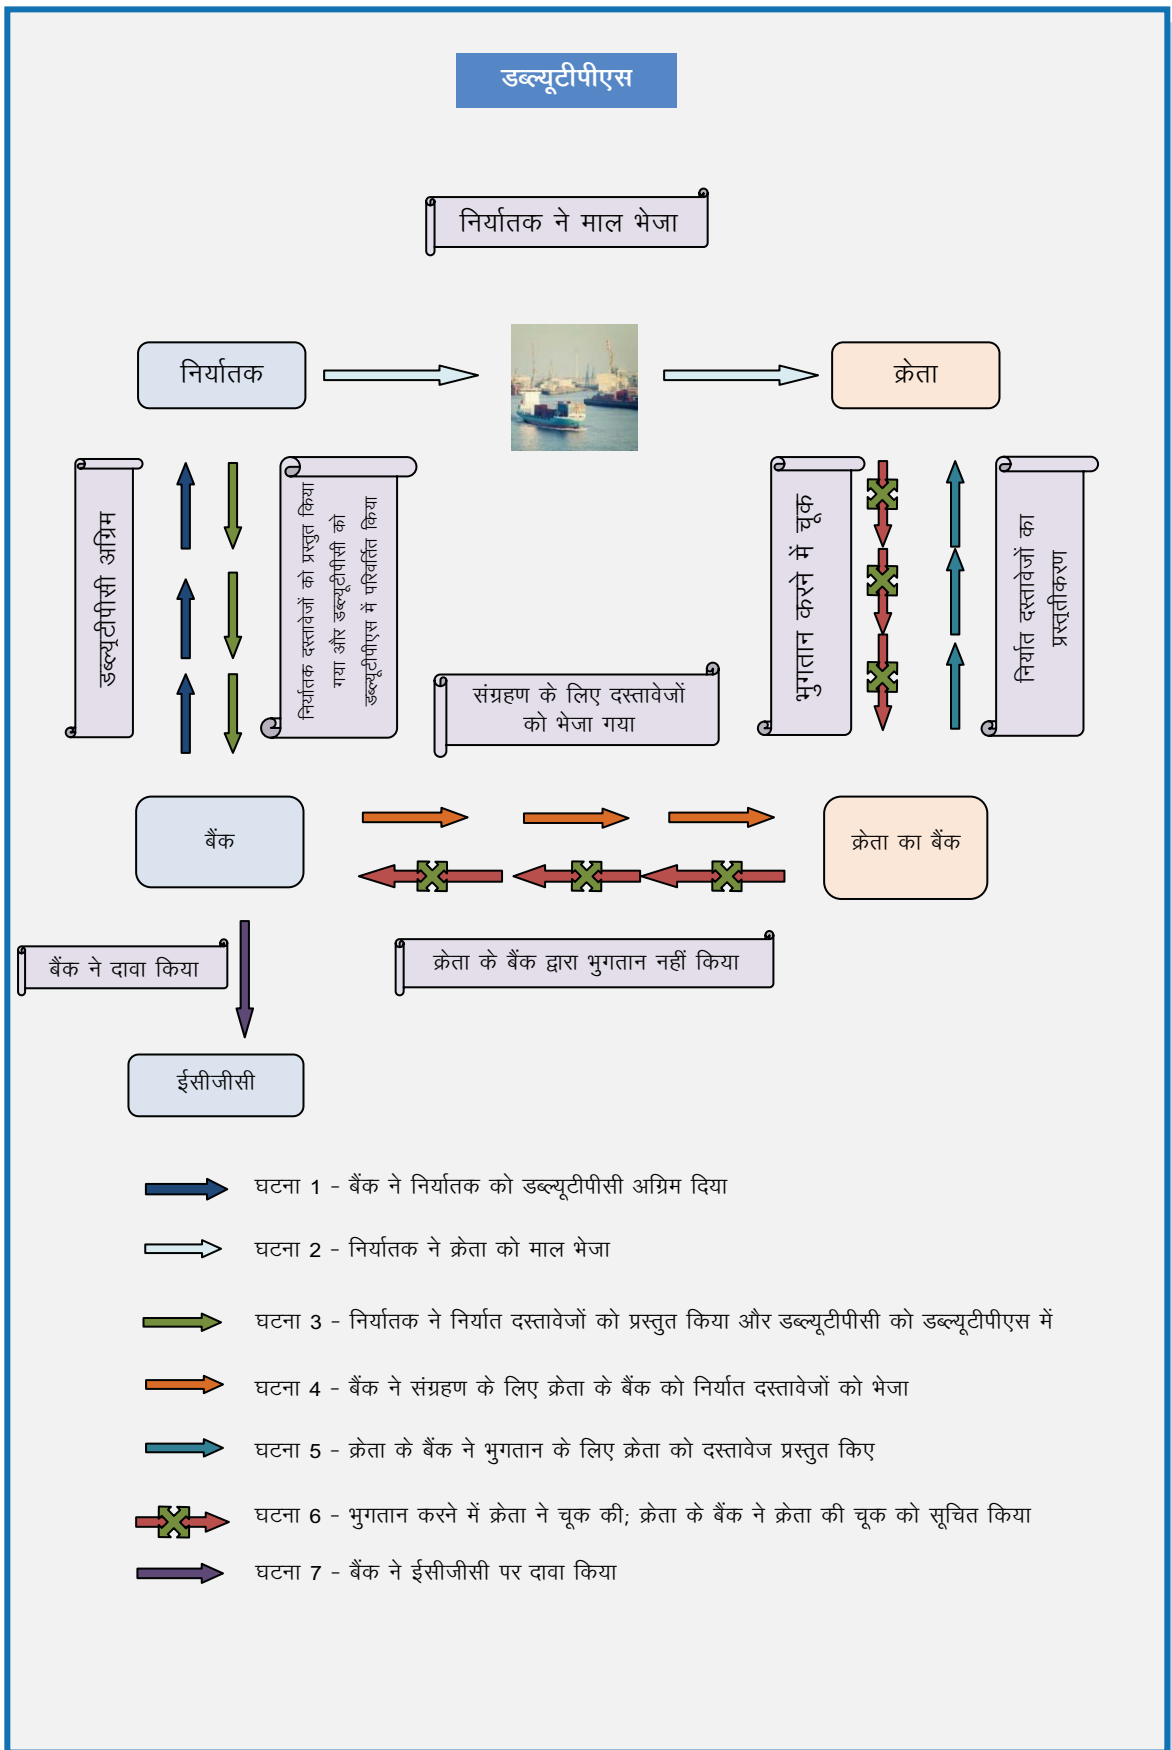 डब्ल्यूटीपीएस
निर्यातक ने माल भेजा
निर्यातक
क्रेता
डब्ल्यूटीपीसी अग्रिम
निर्यातक दस्तावेजों को प्रस्तुत किया
गया और डब्ल्यूटीपीसी को
डब्ल्यूटीपीएस में परिवर्तित किया
भुगतान करने में चूक
निर्यात दस्तावेजों का
प्रस्तुतीकरण
संग्रहण के लिए दस्तावेजों
को भेजा गया
बैंक
क्रेता का बैंक
बैंक ने दावा किया
क्रेता के बैंक द्वारा भुगतान नहीं किया
ईसीजीसी
घटना 1 - बैंक ने निर्यातक को डब्ल्यूटीपीसी अग्रिम दिया
घटना 2 - निर्यातक ने क्रेता को माल भेजा
घटना 3 - निर्यातक ने निर्यात दस्तावेजों को प्रस्तुत किया और डब्ल्यूटीपीसी को डब्ल्यूटीपीएस में
घटना 4 - बैंक ने संग्रहण के लिए क्रेता के बैंक को निर्यात दस्तावेजों को भेजा
घटना 5 - क्रेता के बैंक ने भुगतान के लिए क्रेता को दस्तावेज प्रस्तुत किए
घटना 6 - भुगतान करने में क्रेता ने चूक की; क्रेता के बैंक ने क्रेता की चूक को सूचित किया
घटना 7 - बैंक ने ईसीजीसी पर दावा किया